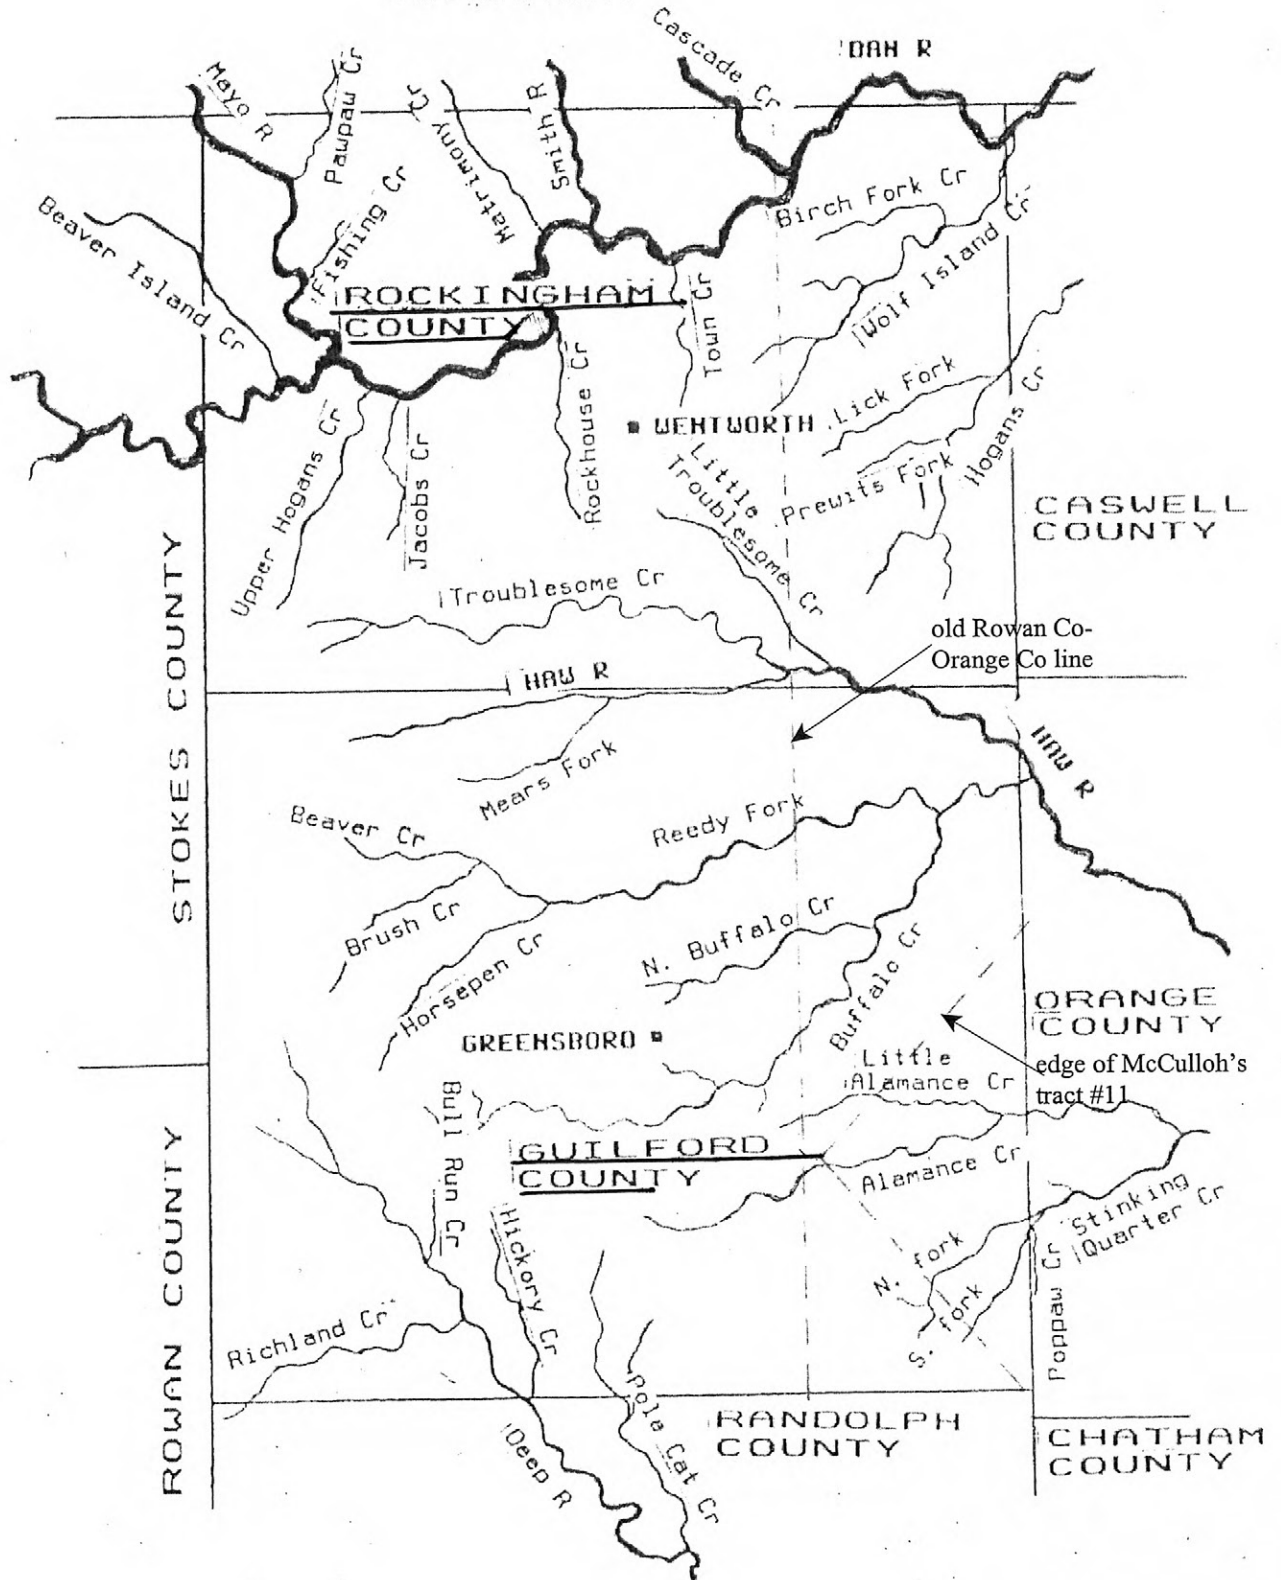 Cascade Cr
DAN R
Mayo R
Pawpaw Cr
Matrimony Cr
Smith R
Fishing Cr
Birch Fork Cr
Beaver Island Cr
Wolf Island Cr
ROCKINGHAM
COUNTY
Town Cr
Rockhouse Cr
Lick Fork
WENTWORTH
Hogans Cr
Upper Hogans Cr
Jacobs Cr
Little
Troublesome Cr
Prewits Fork
CASWELL
COUNTY
Troublesome Cr
STOKES COUNTY
old Rowan Co-
Orange Co line
HAW R
HAW R
Mears Fork
Beaver Cr
Reedy Fork
Brush Cr
Horsepen Cr
N. Buffalo Cr
Buffalo Cr
GREENSBORO
ORANGE
COUNTY
Little
Alamance Cr
edge of McCulloh's
tract #11
Bull Run Cr
GUILFORD
COUNTY
Alamance Cr
Stinking
Quarter Cr
N. fork
S. fork
Poppaw Cr
Hickory Cr
Richland Cr
ROWAN COUNTY
Pole Cat Cr
Deep R
RANDOLPH
COUNTY
CHATHAM
COUNTY